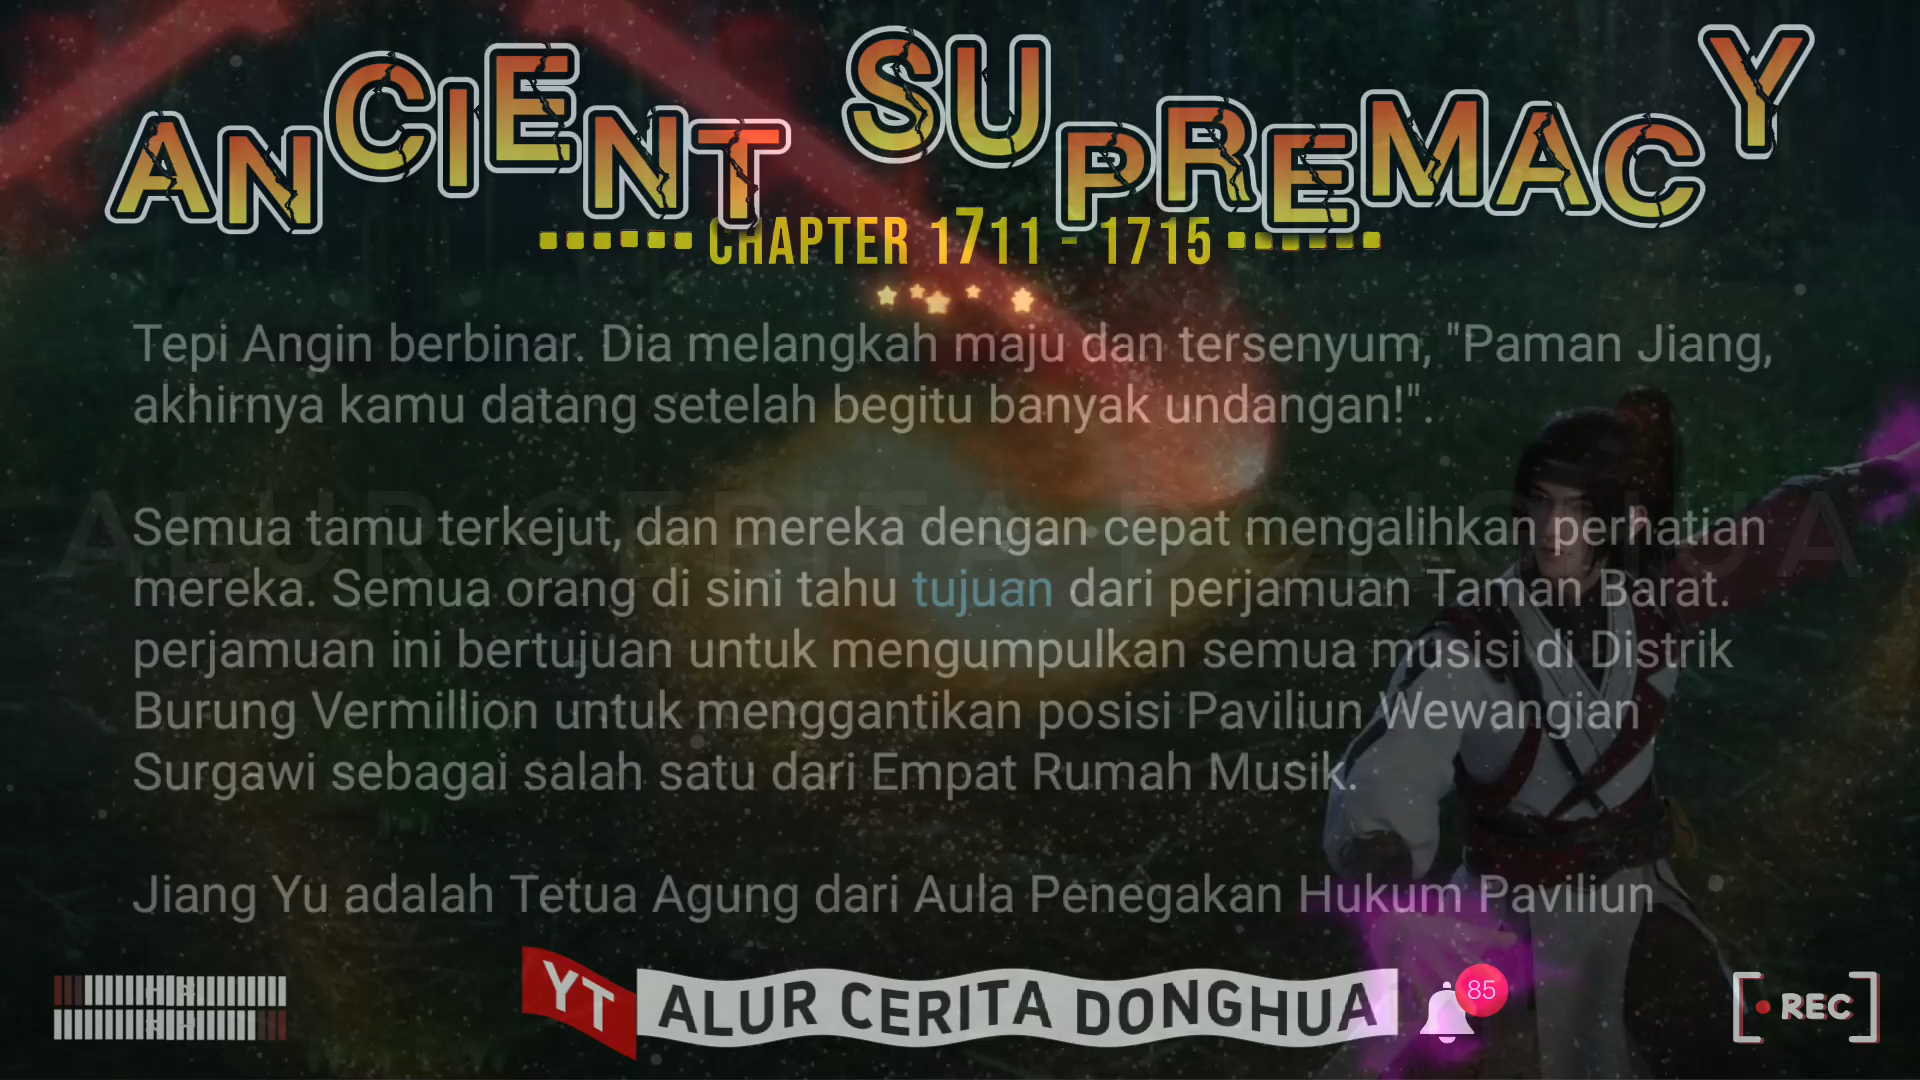 ANCIENT SUPREMACY
CHAPTER 1711 - 1715
Tepi Angin berbinar. Dia melangkah maju dan tersenyum, "Paman Jiang,
akhirnya kamu datang setelah begitu banyak undangan!".
Semua tamu terkejut, dan mereka dengan cepat mengalihkan perhatian
mereka. Semua orang di sini tahu tujuan dari perjamuan Taman Barat.
perjamuan ini bertujuan untuk mengumpulkan semua musisi di Distrik
Burung Vermillion untuk menggantikan posisi Paviliun Wewangian
Surgawi sebagai salah satu dari Empat Rumah Musik.
Jiang Yu adalah Tetua Agung dari Aula Penegakan Hukum Paviliun
ALUR CERITA DONGHUA
YT ALUR CERITA DONGHUA 85
REC